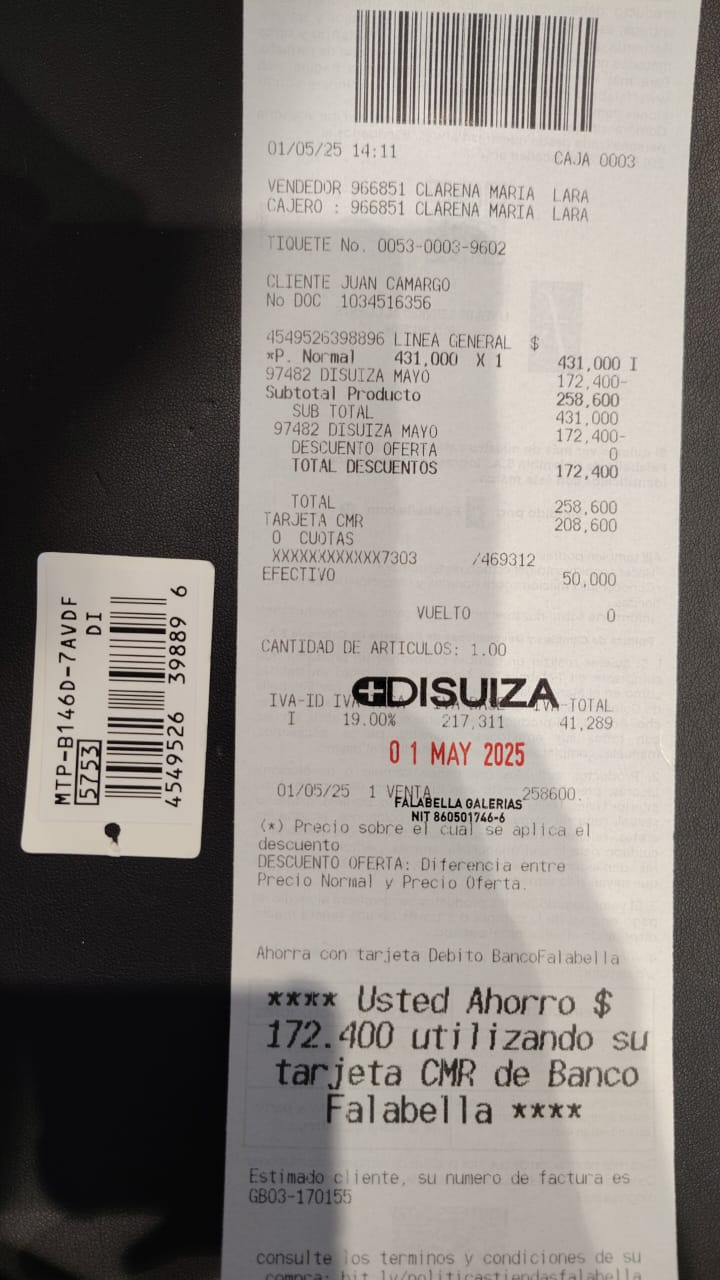 01/05/25 14:11 CAJA 0003
VENDEDOR 966851 CLARENA MARIA LARA
CAJERO : 966851 CLARENA MARIA LARA
TIQUETE No. 0053-0003-9602
CLIENTE JUAN CAMARGO
No DOC 1034516356
4549526398896 LINEA GENERAL $
*P. Normal 431,000 X 1 431,000 I
97482 DISUIZA MAYO 172,400-
Subtotal Producto 258,600
SUB TOTAL 431,000
97482 DISUIZA MAYO 172,400-
DESCUENTO OFERTA 0
TOTAL DESCUENTOS 172,400
TOTAL 258,600
TARJETA CMR 208,600
0 CUOTAS
XXXXXXXXXXXX7303 /469312
EFECTIVO 50,000
VUELTO 0
CANTIDAD DE ARTICULOS: 1.00
DISUIZA
IVA-ID IVA IVA-TOTAL
I 19.00% 217,311 41,289
01 MAY 2025
01/05/25 1 VENTA 258600.
FALABELLA GALERIAS
NIT 860501746-6
(*) Precio sobre el cual se aplica el
descuento
DESCUENTO OFERTA: Diferencia entre
Precio Normal y Precio Oferta.
Ahorra con tarjeta Debito BancoFalabella
**** Usted Ahorro $
172.400 utilizando su
tarjeta CMR de Banco
Falabella ****
Estimado cliente, su numero de factura es
GB03-170155
consulte los terminos y condiciones de su
compra: bit.ly/politicastiendasfalabella
MTP-B146D-7AVDF
DI
5753
4549526 39889 6